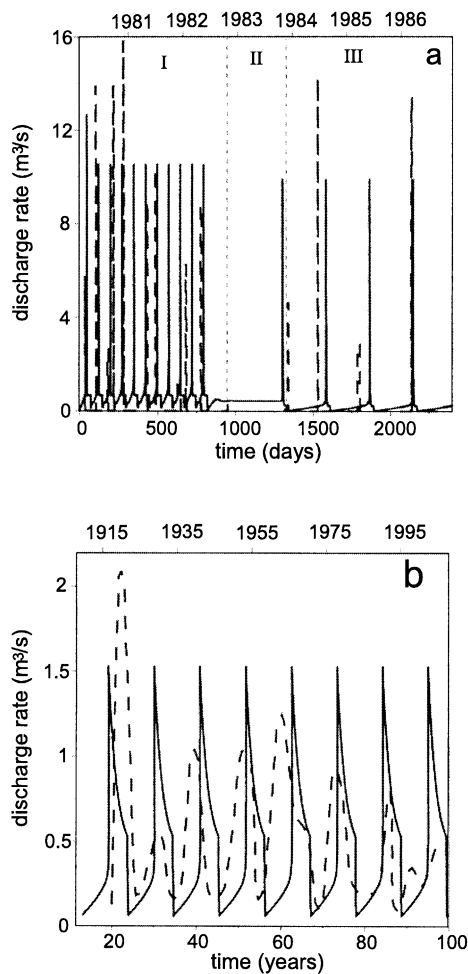 1981 1982 1983 1984 1985 1986
16
I II III a
12
8
4
0
0 500 1000 1500 2000
time (days)
discharge rate (m³/s)
1915 1935 1955 1975 1995
b
2
1.5
1
0.5
0
20 40 60 80 100
time (years)
discharge rate (m³/s)